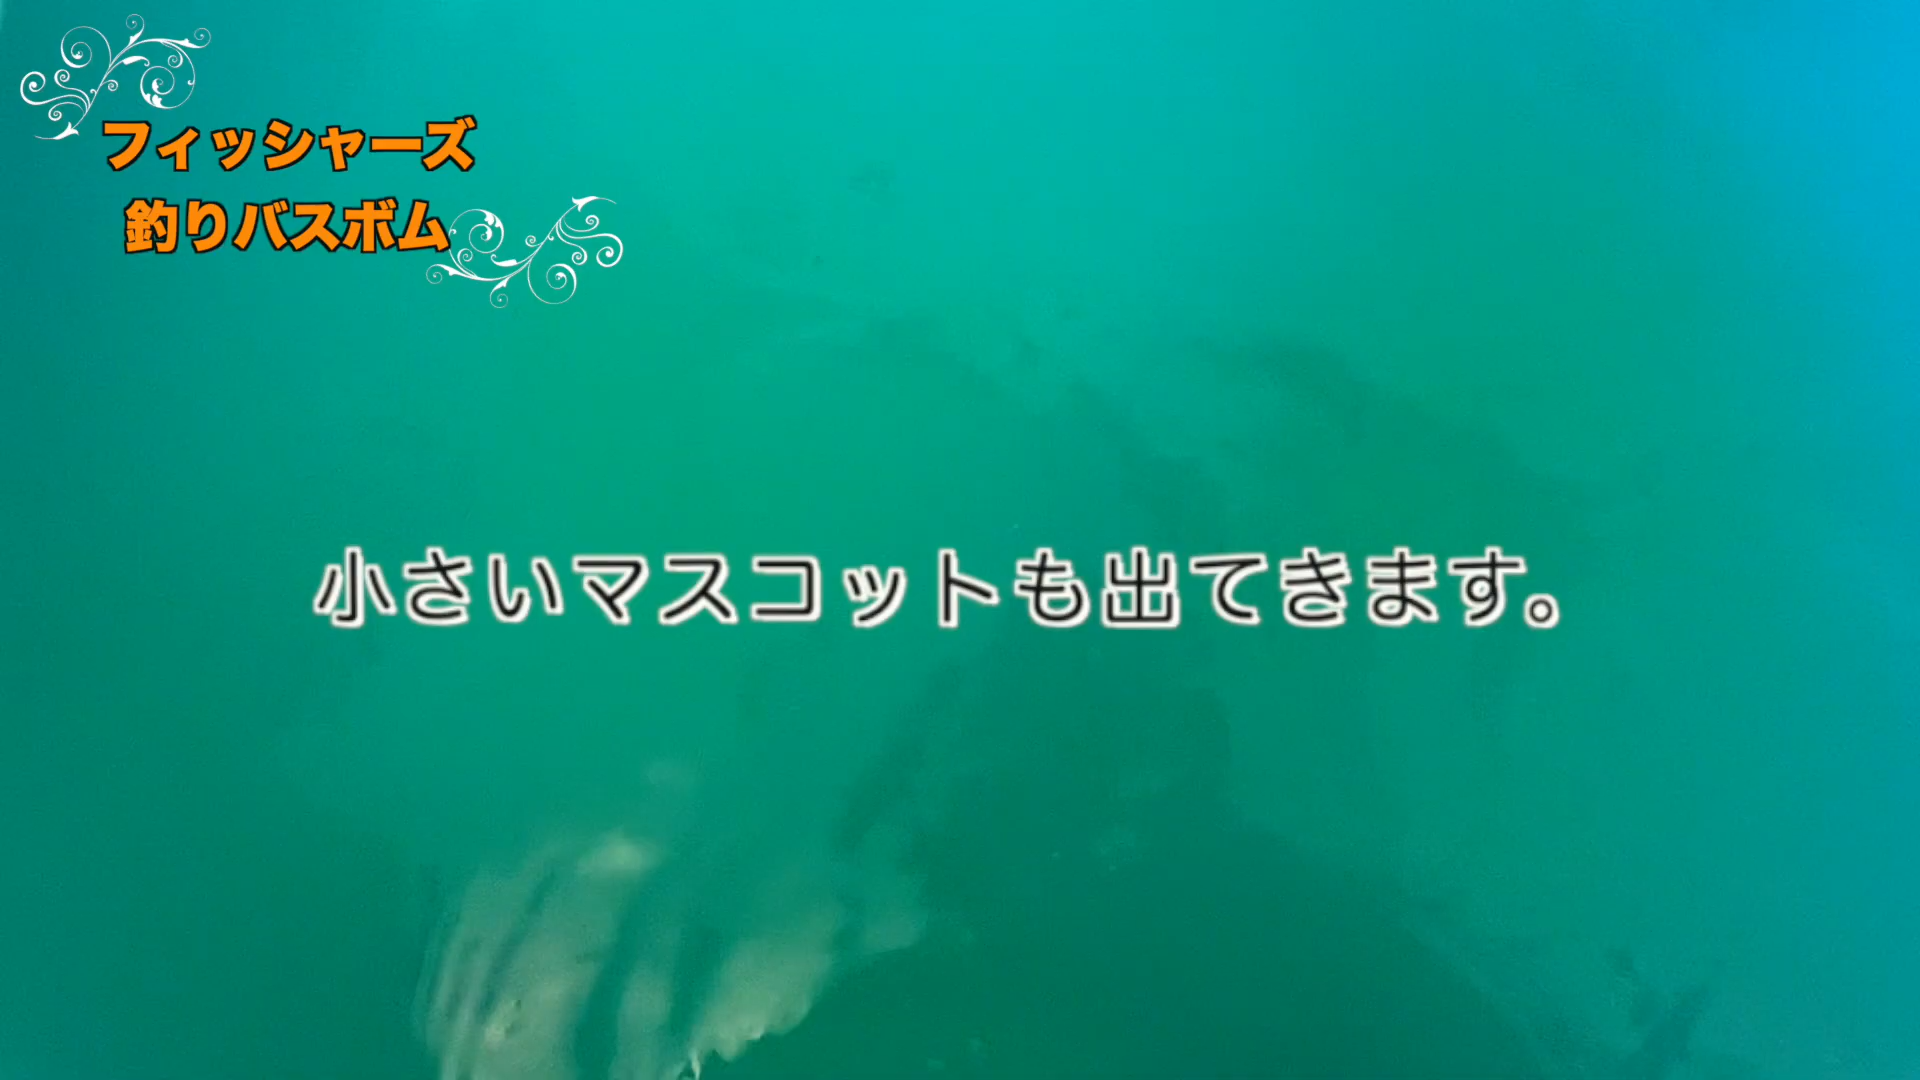 フィッシャーズ
釣りバスボム
小さいマスコットも出てきます。